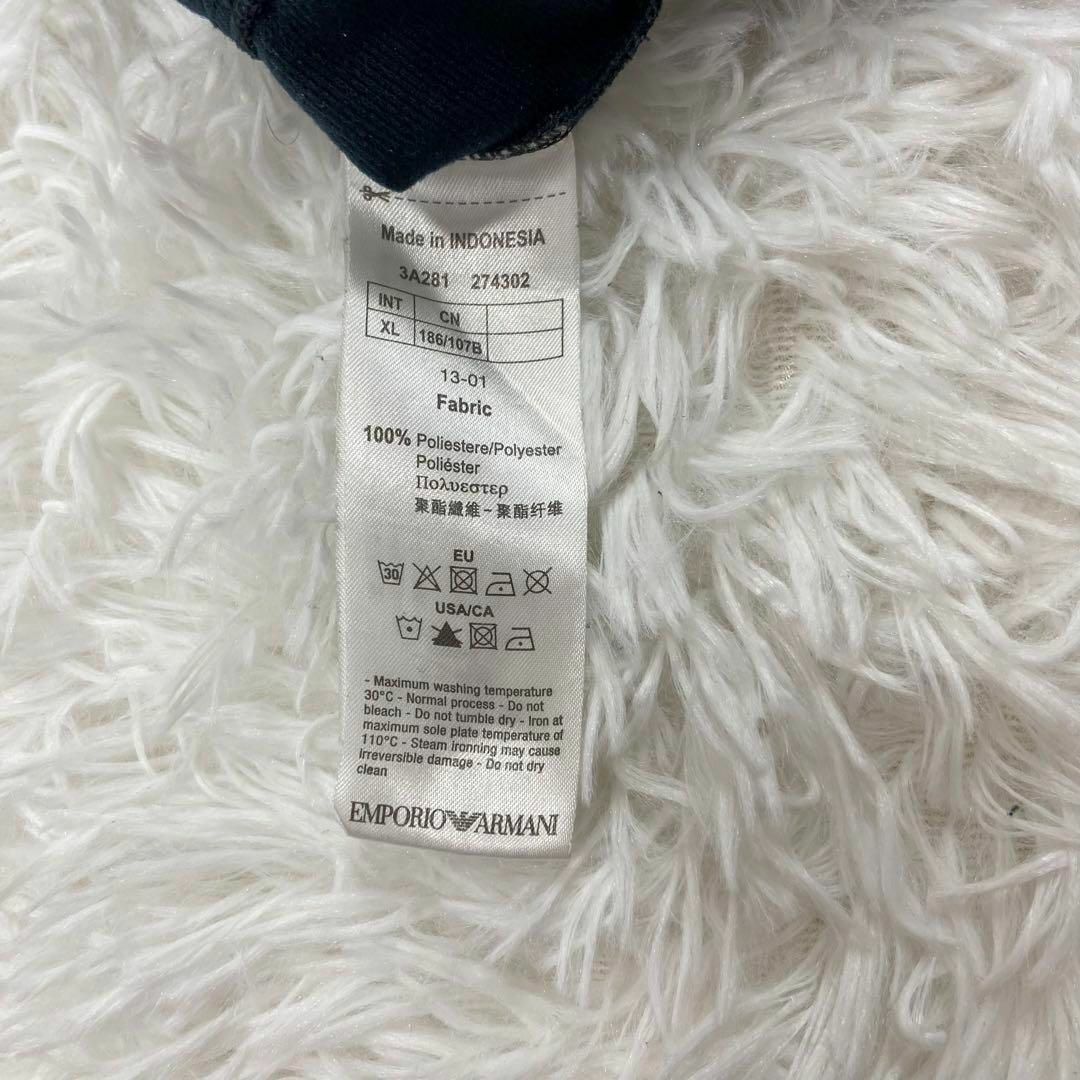 Made in INDONESIA
3A281 274302
INT CN
XL 186/107B
13-01
Fabric
100% Poliestere/Polyester
Poliéster
Πολυεστερ
聚酯纖維 - 聚酯纤维
EU
30
USA/CA
- Maximum washing temperature
30°C - Normal process - Do not
bleach - Do not tumble dry - Iron at
maximum sole plate temperature of
110°C - Steam ironning may cause
irreversible damage - Do not dry
clean
EMPORIO ARMANI